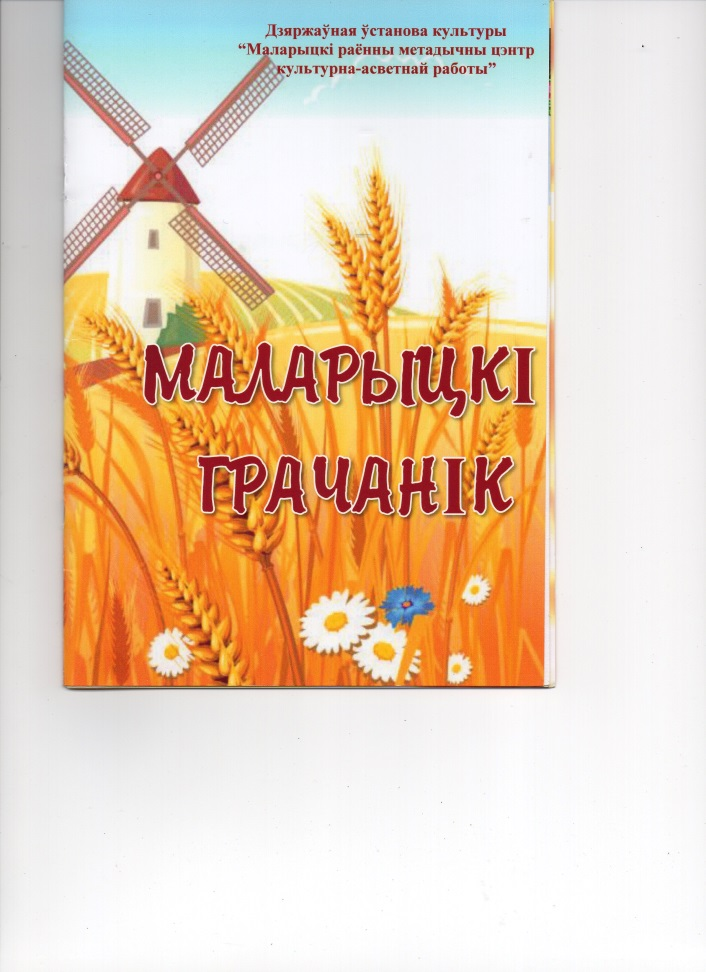 Дзяржаўная ўстанова культуры
“Маларыцкі раённы метадычны цэнтр
культурна-асветнай работы”
МАЛАРЫЦКІ
ГРАЧАНІК